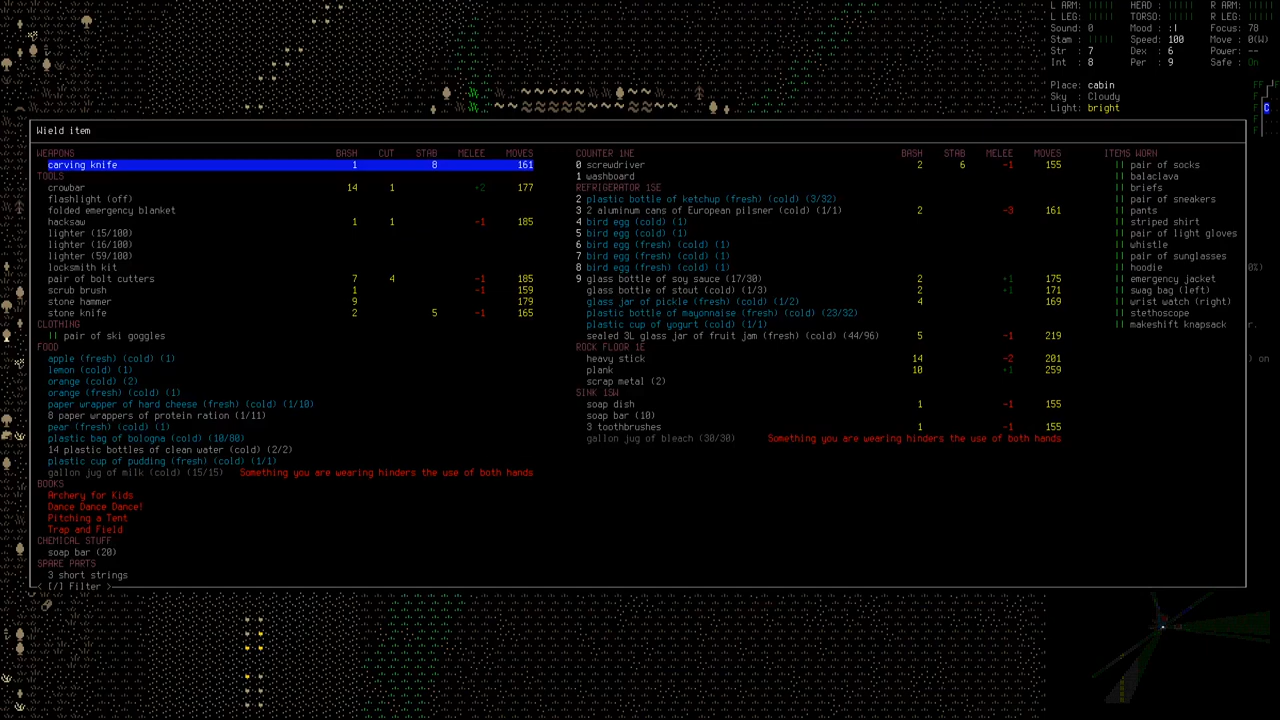 L ARM: ||||| HEAD : ||||| R ARM: |||||
L LEG: ||||| TORSO: ||||| R LEG: |||||
Sound: 0 Mood : :| Focus: 78
Stam : ||||| Speed: 100 Move : 0(W)
Str : 7 Dex : 6 Power: --
Int : 8 Per : 9 Safe : On
Place: cabin
Sky : Cloudy
Light: bright
Wield item
WEAPONS BASH CUT STAB MELEE MOVES
carving knife 1 8 161
TOOLS
crowbar 14 1 +2 177
flashlight (off)
folded emergency blanket
hacksaw 1 1 -1 185
lighter (15/100)
lighter (16/100)
lighter (59/100)
locksmith kit
pair of bolt cutters 7 4 -1 185
scrub brush 1 -1 159
stone hammer 9 179
stone knife 2 5 -1 165
CLOTHING
|| pair of ski goggles
FOOD
apple (fresh) (cold) (1)
lemon (cold) (1)
orange (cold) (2)
orange (fresh) (cold) (1)
paper wrapper of hard cheese (fresh) (cold) (1/10)
8 paper wrappers of protein ration (1/11)
pear (fresh) (cold) (1)
plastic bag of bologna (cold) (10/80)
14 plastic bottles of clean water (cold) (2/2)
plastic cup of pudding (fresh) (cold) (1/1)
gallon jug of milk (cold) (15/15) Something you are wearing hinders the use of both hands
BOOKS
Archery for Kids
Dance Dance Dance!
Pitching a Tent
Trap and Field
CHEMICAL STUFF
soap bar (20)
SPARE PARTS
3 short strings
< [/] Filter >
COUNTER 1NE BASH STAB MELEE MOVES
0 screwdriver 2 6 -1 155
1 washboard
REFRIGERATOR 1SE
2 plastic bottle of ketchup (fresh) (cold) (3/32)
3 2 aluminum cans of European pilsner (cold) (1/1) 2 -3 161
4 bird egg (cold) (1)
5 bird egg (cold) (1)
6 bird egg (fresh) (cold) (1)
7 bird egg (fresh) (cold) (1)
8 bird egg (fresh) (cold) (1)
9 glass bottle of soy sauce (17/30) 2 +1 175
glass bottle of stout (cold) (1/3) 2 +1 171
glass jar of pickle (fresh) (cold) (1/2) 4 169
plastic bottle of mayonnaise (fresh) (cold) (23/32)
plastic cup of yogurt (cold) (1/1)
sealed 3L glass jar of fruit jam (fresh) (cold) (44/96) 5 -1 219
ROCK FLOOR 1E
heavy stick 14 -2 201
plank 10 +1 259
scrap metal (2)
SINK 1SW
soap dish 1 -1 155
soap bar (10)
3 toothbrushes 1 -1 155
gallon jug of bleach (30/30) Something you are wearing hinders the use of both hands
ITEMS WORN
|| pair of socks
|| balaclava
|| briefs
|| pair of sneakers
|| pants
|| striped shirt
|| pair of light gloves
|| whistle
|| pair of sunglasses
|| hoodie
|| emergency jacket
|| swag bag (left)
|| wrist watch (right)
|| stethoscope
|| makeshift knapsack